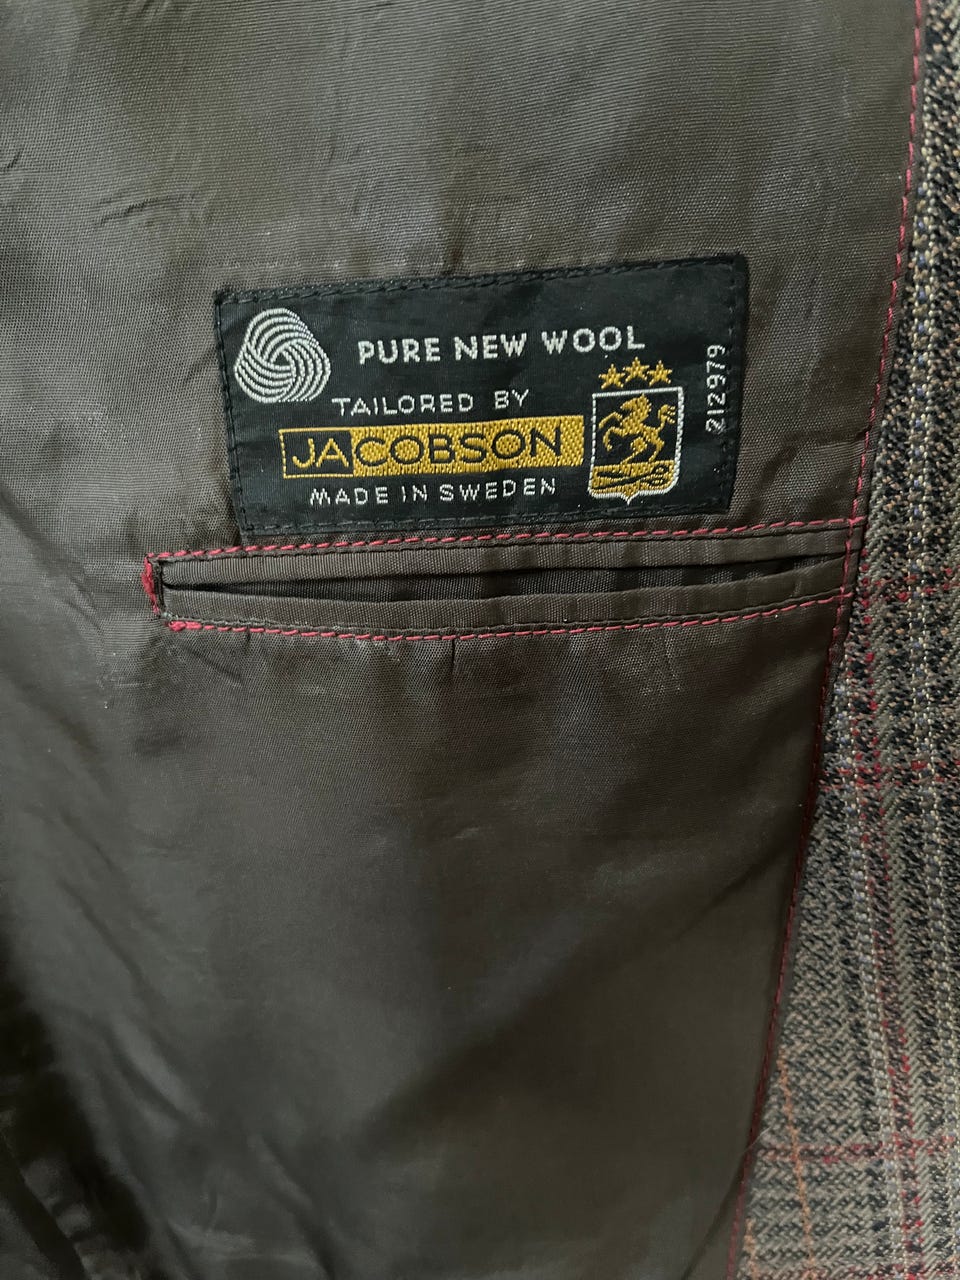 PURE NEW WOOL
TAILORED BY
JACOBSON
MADE IN SWEDEN
212979